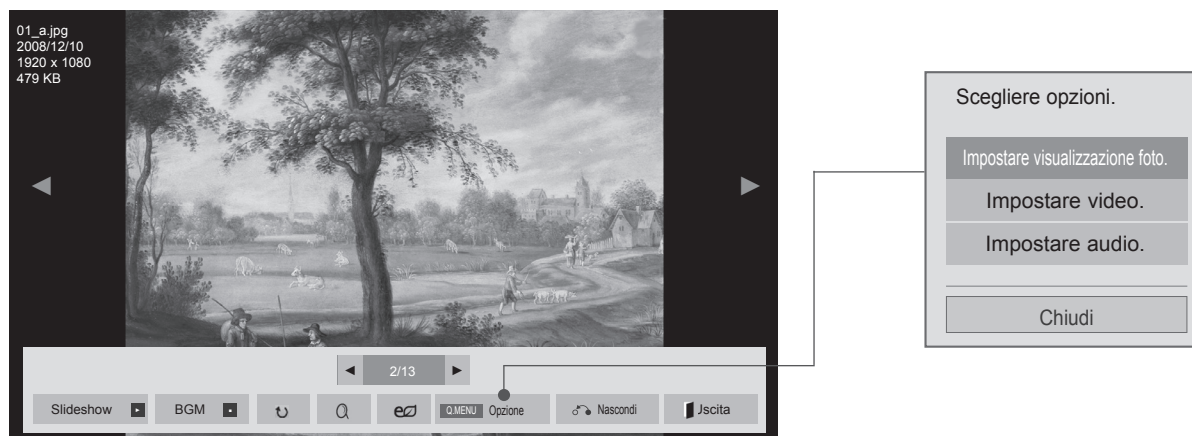 01_a.jpg
2008/12/10
1920 x 1080
479 KB
2/13
Slideshow
BGM
Q.MENU Opzione
Nascondi
Jscita
Scegliere opzioni.
Impostare visualizzazione foto.
Impostare video.
Impostare audio.
Chiudi